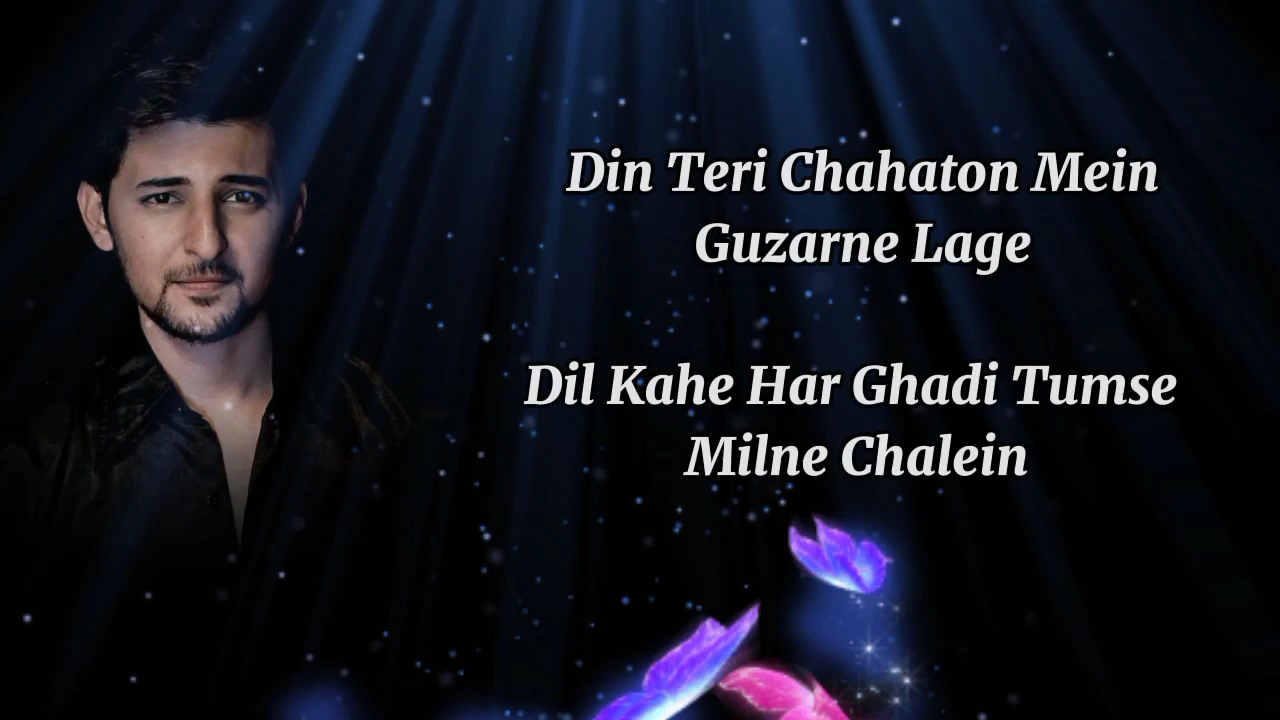 Din Teri Chahaton Mein
Guzarne Lage
Dil Kahe Har Ghadi Tumse
Milne Chalein